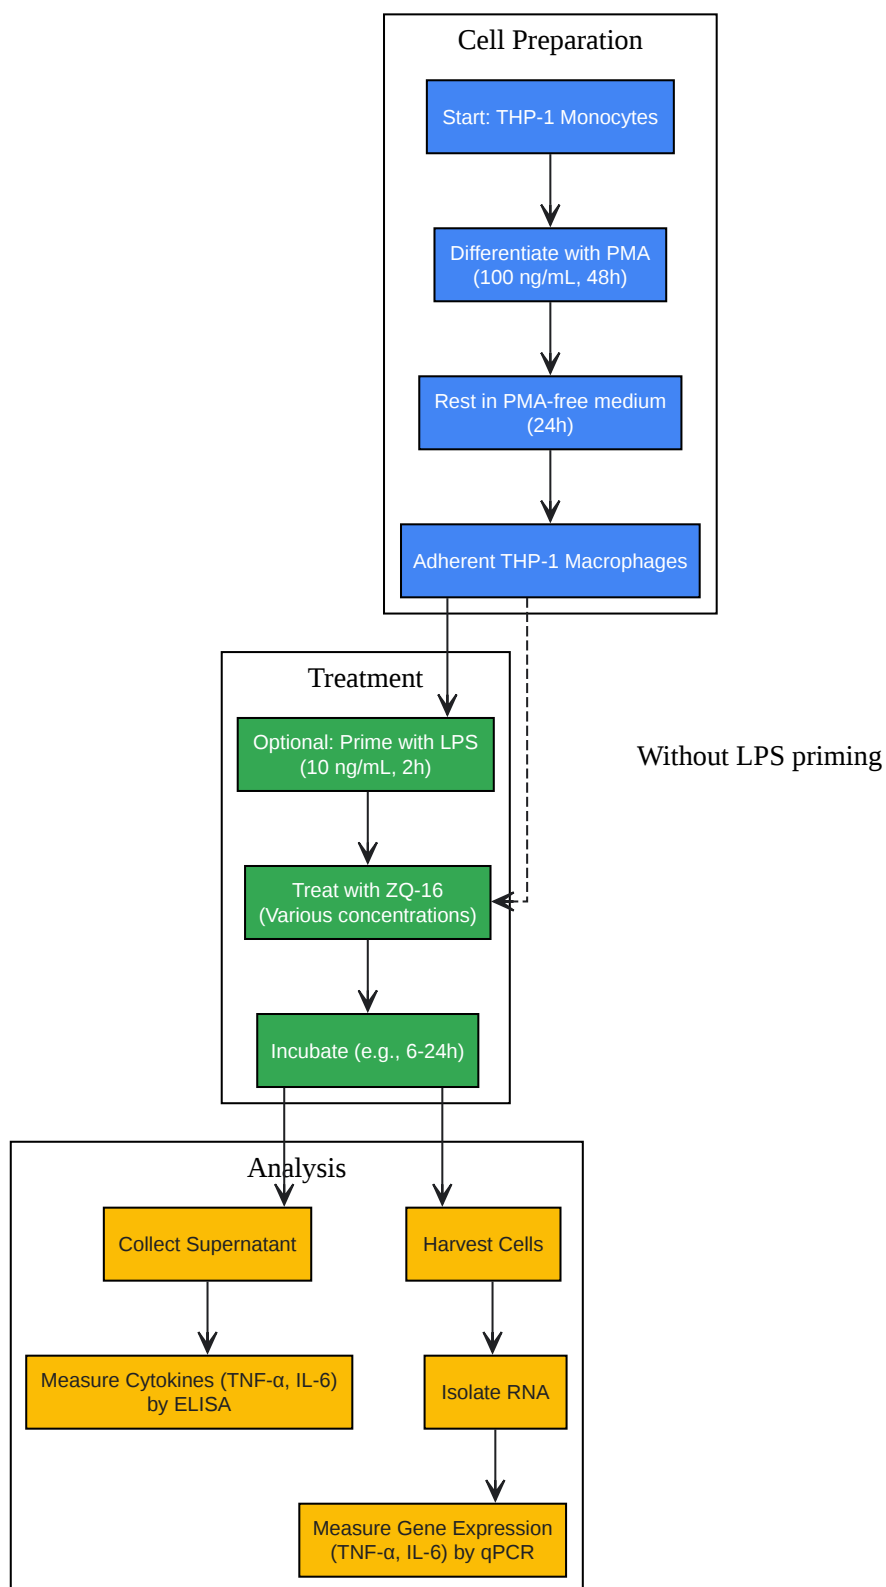 Cell Preparation
Start: THP-1 Monocytes
Differentiate with PMA
(100 ng/mL, 48h)
Rest in PMA-free medium
(24h)
Adherent THP-1 Macrophages
Treatment
Optional: Prime with LPS
(10 ng/mL, 2h)
Without LPS priming
Treat with ZQ-16
(Various concentrations)
Incubate (e.g., 6-24h)
Analysis
Collect Supernatant
Harvest Cells
Measure Cytokines (TNF-α, IL-6)
by ELISA
Isolate RNA
Measure Gene Expression
(TNF-α, IL-6) by qPCR